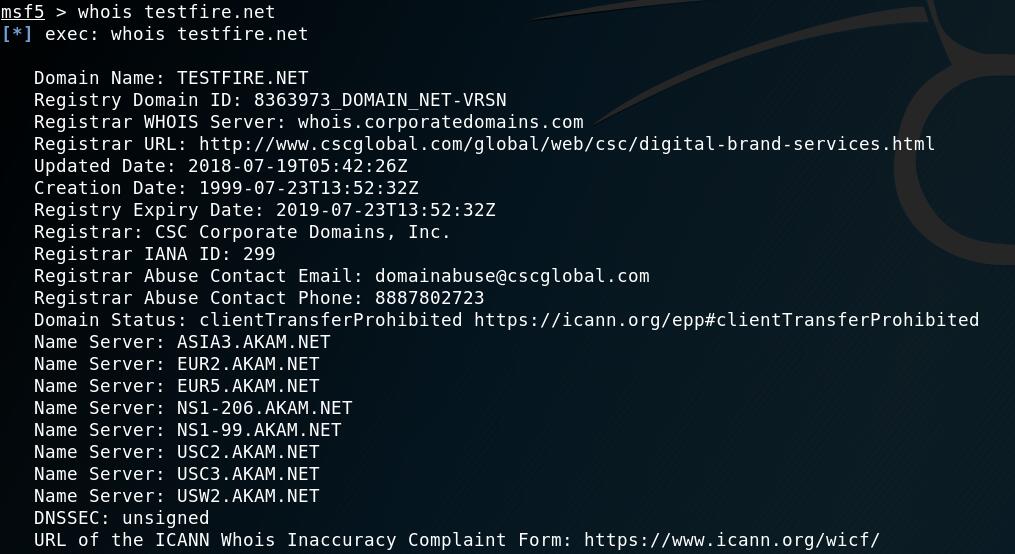 msf5 > whois testfire.net
[*] exec: whois testfire.net
Domain Name: TESTFIRE.NET
Registry Domain ID: 8363973_DOMAIN_NET-VRSN
Registrar WHOIS Server: whois.corporatedomains.com
Registrar URL: http://www.cscglobal.com/global/web/csc/digital-brand-services.html
Updated Date: 2018-07-19T05:42:26Z
Creation Date: 1999-07-23T13:52:32Z
Registry Expiry Date: 2019-07-23T13:52:32Z
Registrar: CSC Corporate Domains, Inc.
Registrar IANA ID: 299
Registrar Abuse Contact Email: domainabuse@cscglobal.com
Registrar Abuse Contact Phone: 8887802723
Domain Status: clientTransferProhibited https://icann.org/epp#clientTransferProhibited
Name Server: ASIA3.AKAM.NET
Name Server: EUR2.AKAM.NET
Name Server: EUR5.AKAM.NET
Name Server: NS1-206.AKAM.NET
Name Server: NS1-99.AKAM.NET
Name Server: USC2.AKAM.NET
Name Server: USC3.AKAM.NET
Name Server: USW2.AKAM.NET
DNSSEC: unsigned
URL of the ICANN Whois Inaccuracy Complaint Form: https://www.icann.org/wicf/